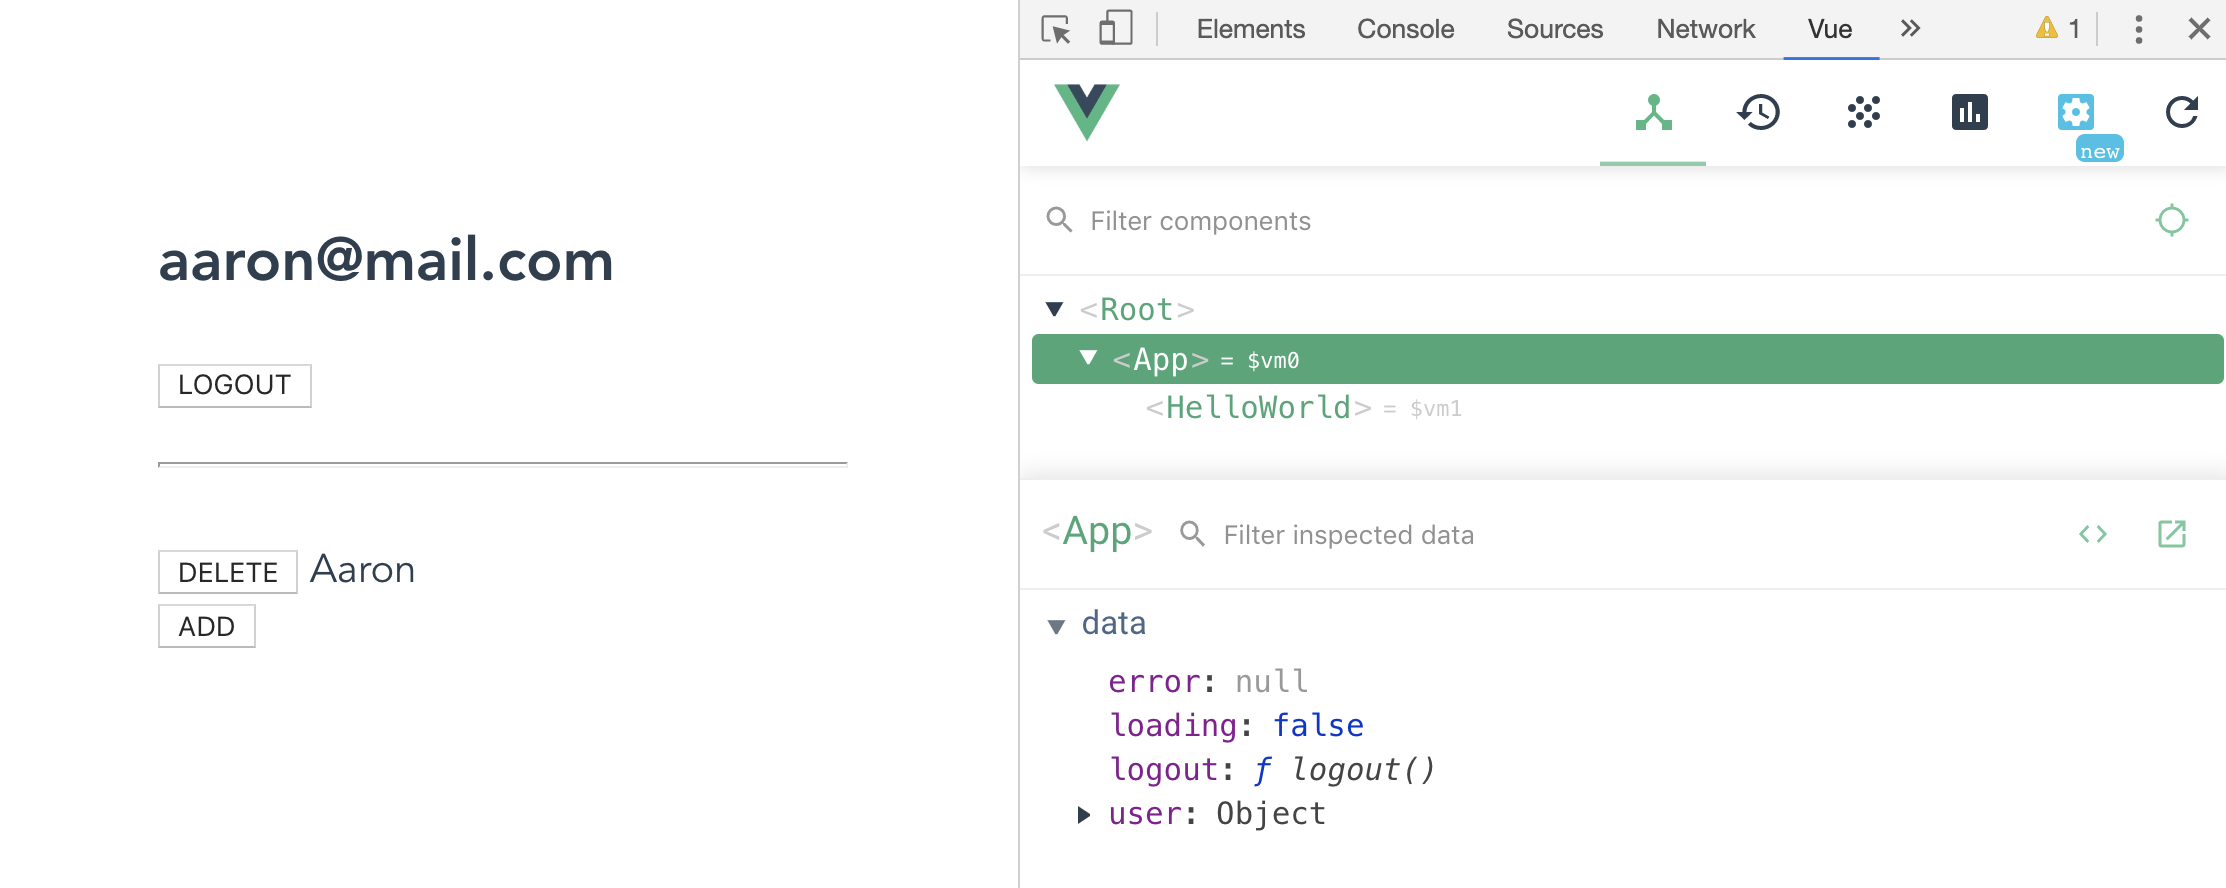 aaron@mail.com
LOGOUT
DELETE Aaron
ADD
Elements Console Sources Network Vue 1
new
Filter components
<Root>
<App> = $vm0
<HelloWorld> = $vm1
<App> Filter inspected data
data
error: null
loading: false
logout: ƒ logout()
user: Object